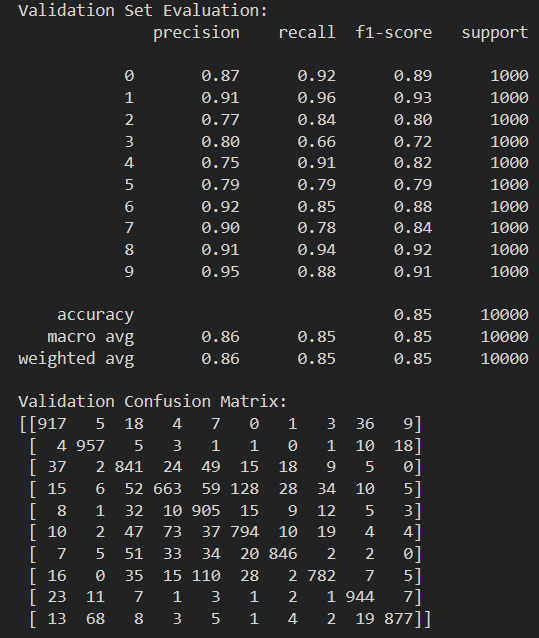 Validation Set Evaluation:
precision recall f1-score support
0 0.87 0.92 0.89 1000
1 0.91 0.96 0.93 1000
2 0.77 0.84 0.80 1000
3 0.80 0.66 0.72 1000
4 0.75 0.91 0.82 1000
5 0.79 0.79 0.79 1000
6 0.92 0.85 0.88 1000
7 0.90 0.78 0.84 1000
8 0.91 0.94 0.92 1000
9 0.95 0.88 0.91 1000
accuracy 0.85 10000
macro avg 0.86 0.85 0.85 10000
weighted avg 0.86 0.85 0.85 10000
Validation Confusion Matrix:
[[917 5 18 4 7 0 1 3 36 9]
[ 4 957 5 3 1 1 0 1 10 18]
[ 37 2 841 24 49 15 18 9 5 0]
[ 15 6 52 663 59 128 28 34 10 5]
[ 8 1 32 10 905 15 9 12 5 3]
[ 10 2 47 73 37 794 10 19 4 4]
[ 7 5 51 33 34 20 846 2 2 0]
[ 16 0 35 15 110 28 2 782 7 5]
[ 23 11 7 1 3 1 2 1 944 7]
[ 13 68 8 3 5 1 4 2 19 877]]